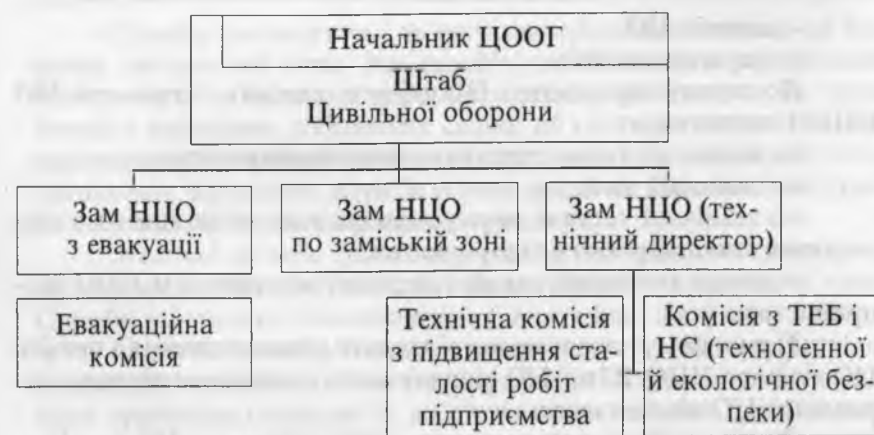 Начальник ЦООГ
Штаб
Цивільної оборони
Зам НЦО
з евакуації
Зам НЦО
по заміській зоні
Зам НЦО (тех-
нічний директор)
Евакуаційна
комісія
Технічна комісія
з підвищення ста-
лості робіт
підприємства
Комісія з ТЕБ і
НС (техногенної
й екологічної без-
пеки)